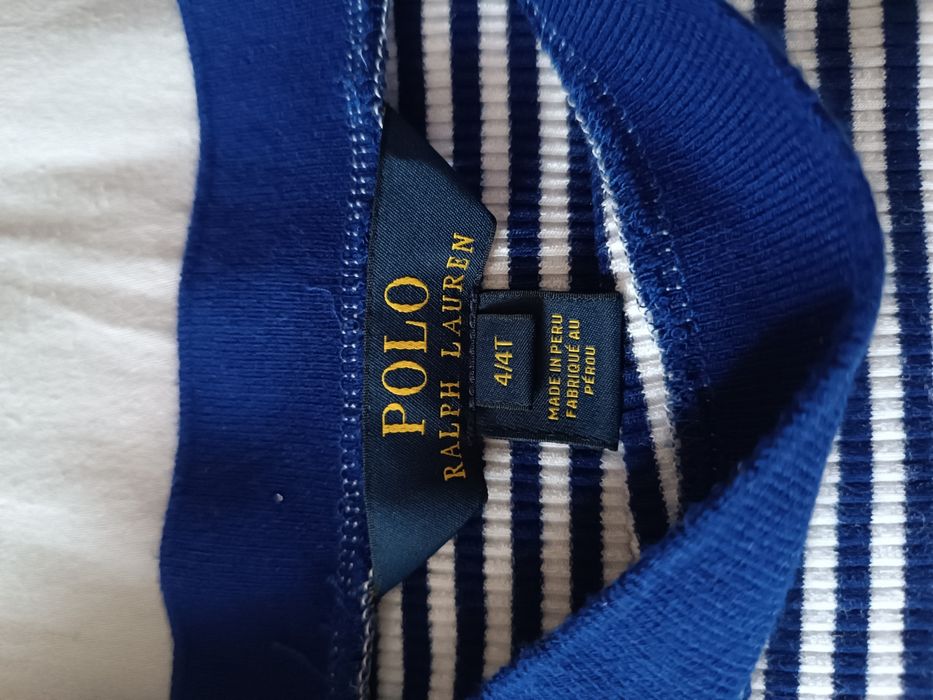 POLO
RALPH LAUREN
4/4T
MADE IN PERU
FABRIQUÉ AU
PÉROU